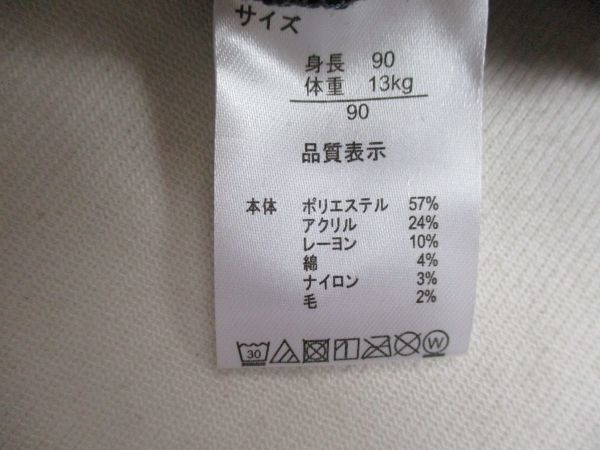 サイズ
身長 90
体重 13kg
90
品質表示
本体 ポリエステル 57%
アクリル 24%
レーヨン 10%
綿 4%
ナイロン 3%
毛 2%
30 W